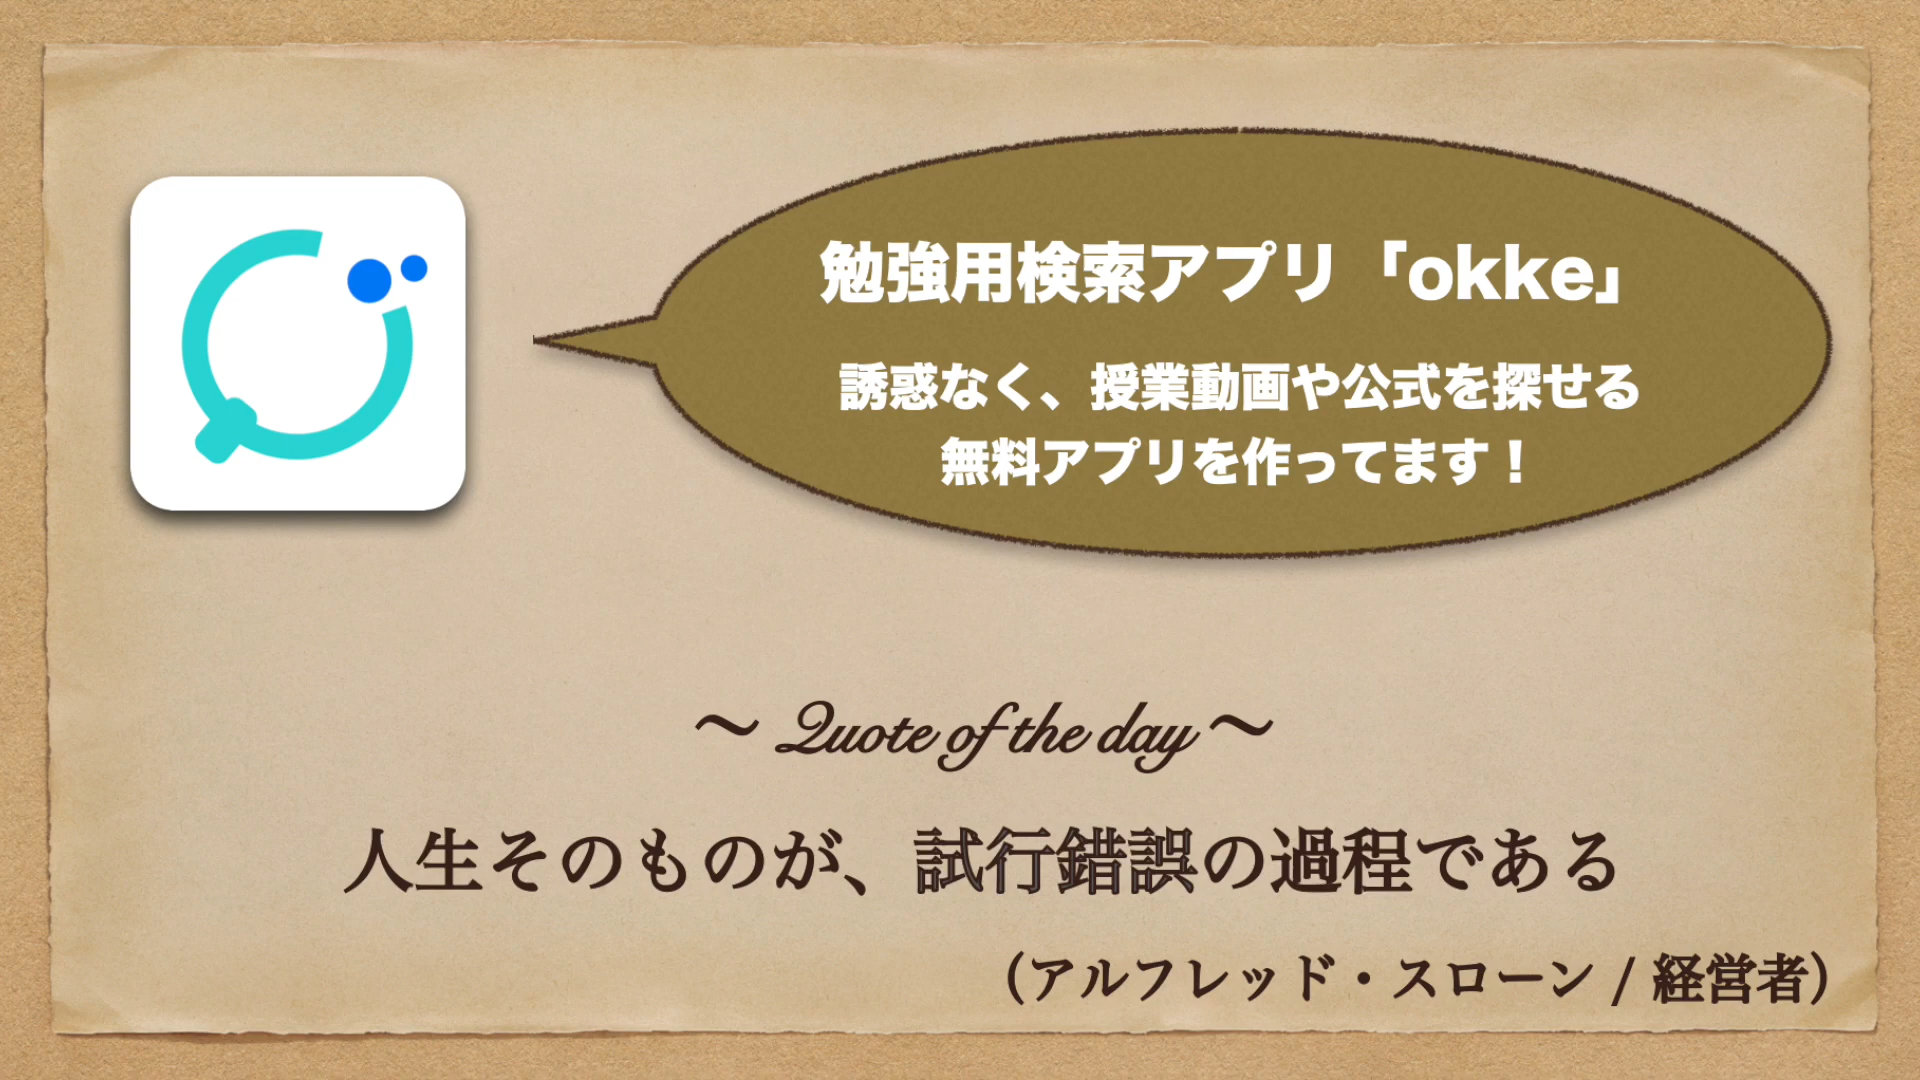 勉強用検索アプリ「okke」
誘惑なく、授業動画や公式を探せる
無料アプリを作ってます！
〜 Quote of the day 〜
人生そのものが、試行錯誤の過程である
（アルフレッド・スローン / 経営者）